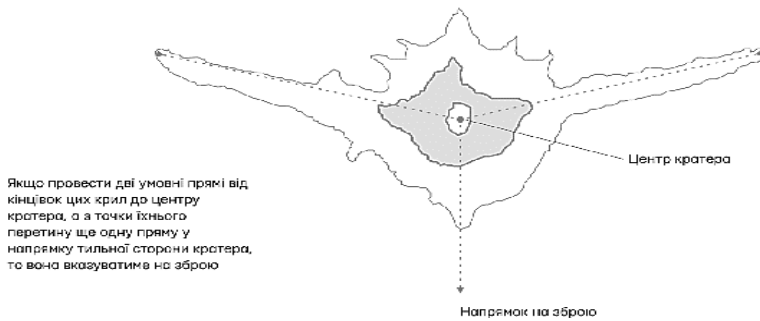 Центр кратера
Якщо провести дві умовні прямі від
кінцівок цих крил до центру
кратера, а з точки їхнього
перетину ще одну пряму у
напрямку тильної сторони кратера,
то вона вказуватиме на зброю
Напрямок на зброю